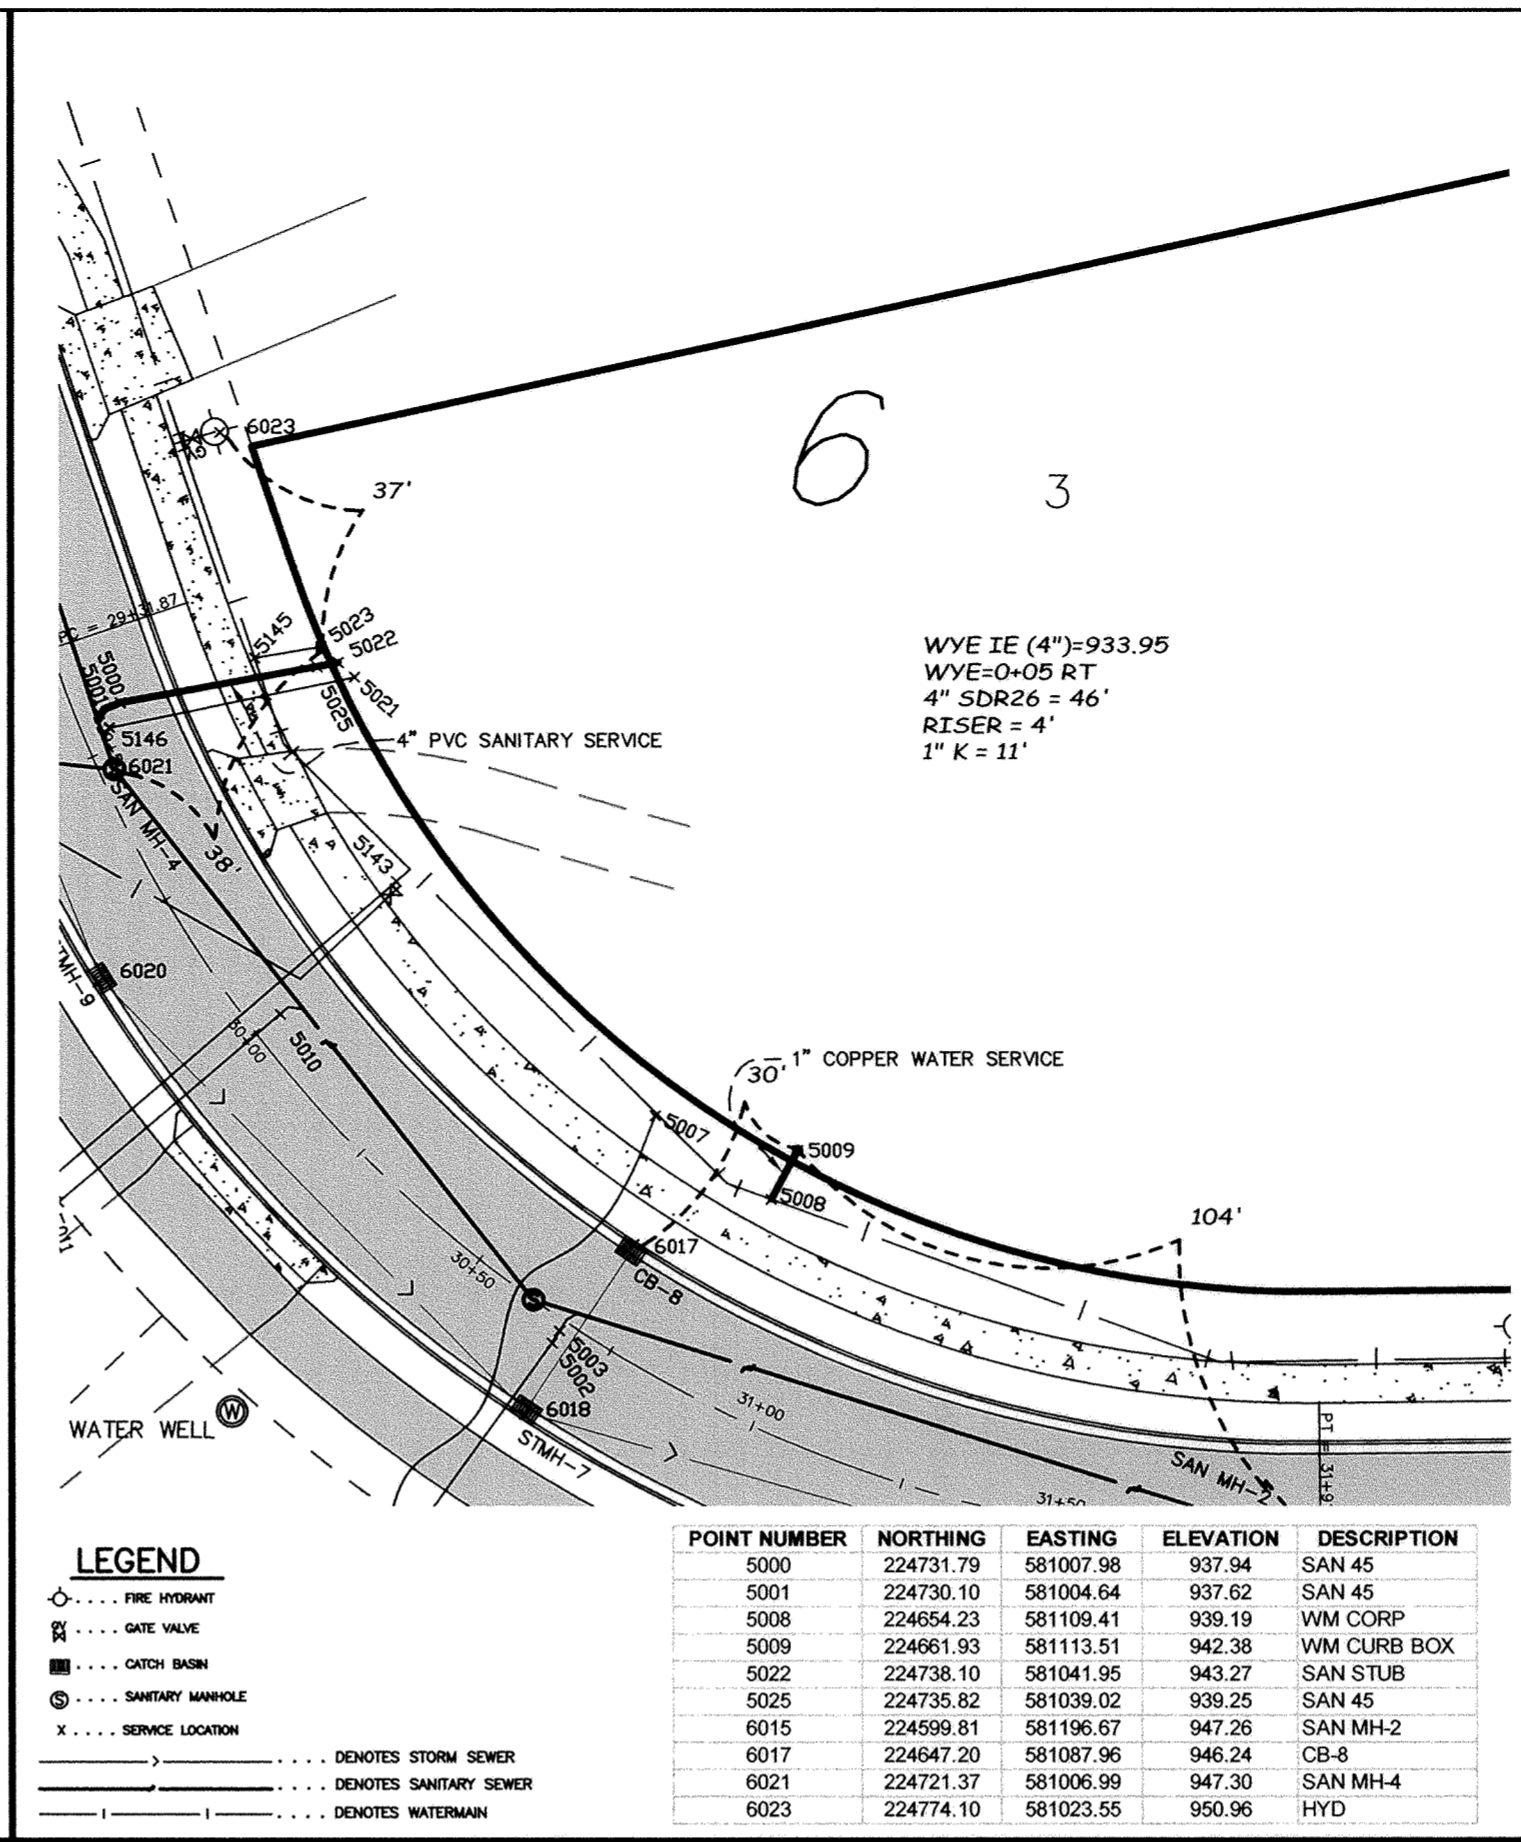 6023
GV
37'
6
3
PC = 29+31.87
5145
5023
5022
5000
5001
5021
5025
WYE IE (4")=933.95
WYE=0+05 RT
4" SDR26 = 46'
RISER = 4'
1" K = 11'
5146
4" PVC SANITARY SERVICE
6021
SAN MH-4
38'
5143
6020
30+00
5010
30'
1" COPPER WATER SERVICE
5007
5009
5008
104'
6017
CB-8
30+50
S
5003
5002
6018
STMH-7
31+00
WATER WELL
W
SAN MH-2
31+50
LEGEND
.... FIRE HYDRANT
GV .... GATE VALVE
.... CATCH BASIN
S .... SANITARY MANHOLE
X .... SERVICE LOCATION
.... DENOTES STORM SEWER
.... DENOTES SANITARY SEWER
.... DENOTES WATERMAIN
POINT NUMBER NORTHING EASTING ELEVATION DESCRIPTION
5000 224731.79 581007.98 937.94 SAN 45
5001 224730.10 581004.64 937.62 SAN 45
5008 224654.23 581109.41 939.19 WM CORP
5009 224661.93 581113.51 942.38 WM CURB BOX
5022 224738.10 581041.95 943.27 SAN STUB
5025 224735.82 581039.02 939.25 SAN 45
6015 224599.81 581196.67 947.26 SAN MH-2
6017 224647.20 581087.96 946.24 CB-8
6021 224721.37 581006.99 947.30 SAN MH-4
6023 224774.10 581023.55 950.96 HYD